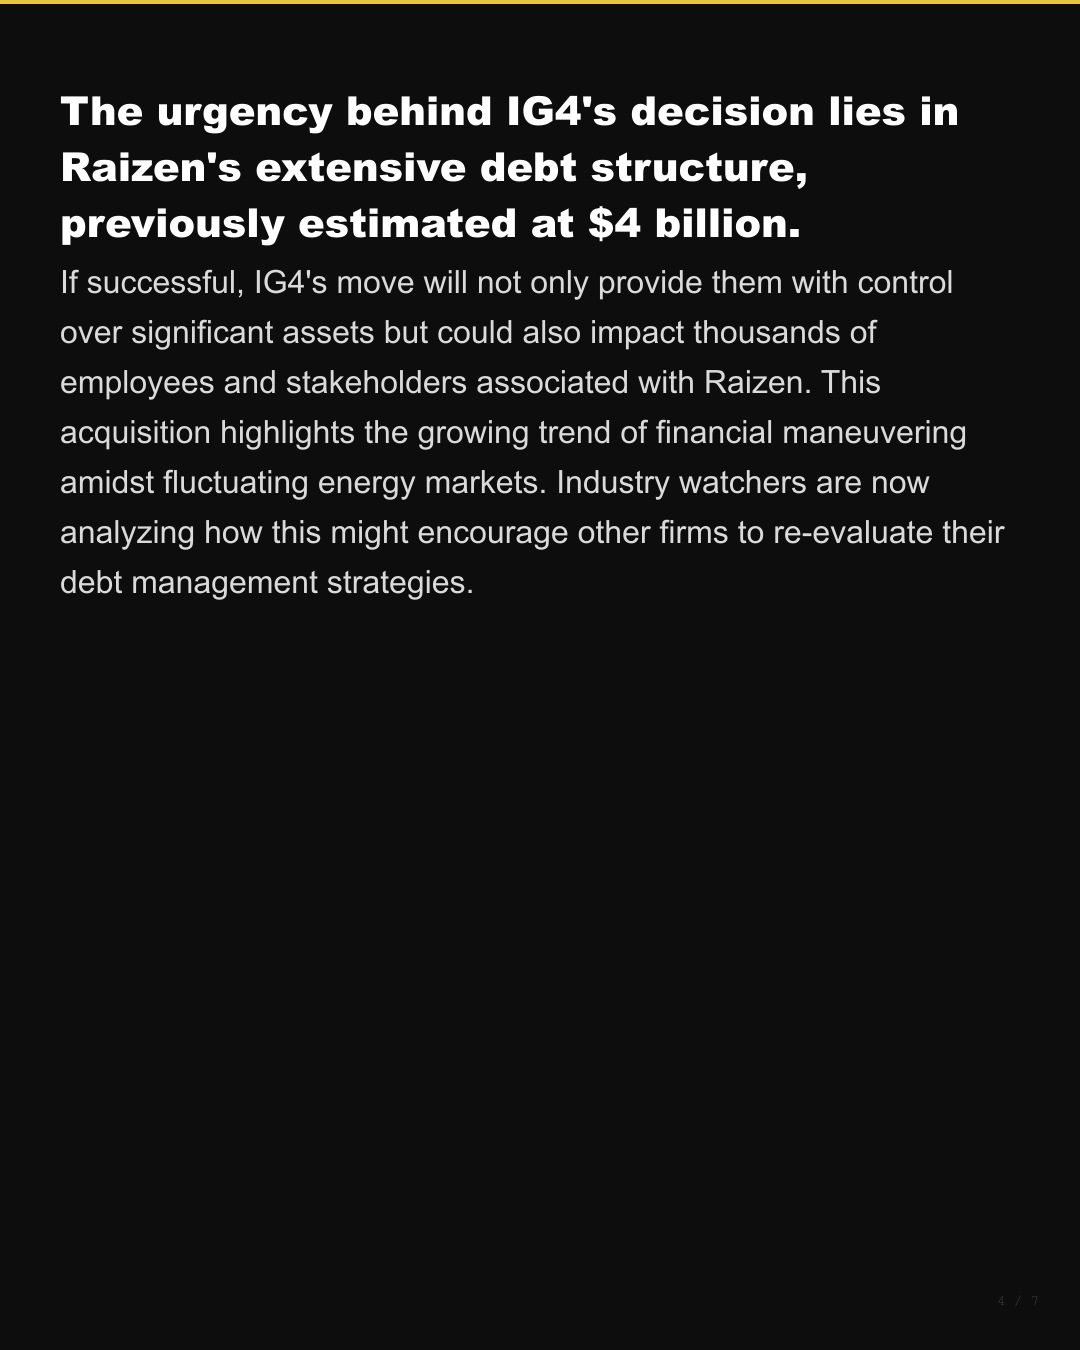 The urgency behind IG4's decision lies in
Raizen's extensive debt structure,
previously estimated at $4 billion.
If successful, IG4's move will not only provide them with control
over significant assets but could also impact thousands of
employees and stakeholders associated with Raizen. This
acquisition highlights the growing trend of financial maneuvering
amidst fluctuating energy markets. Industry watchers are now
analyzing how this might encourage other firms to re-evaluate their
debt management strategies.
4 / 7